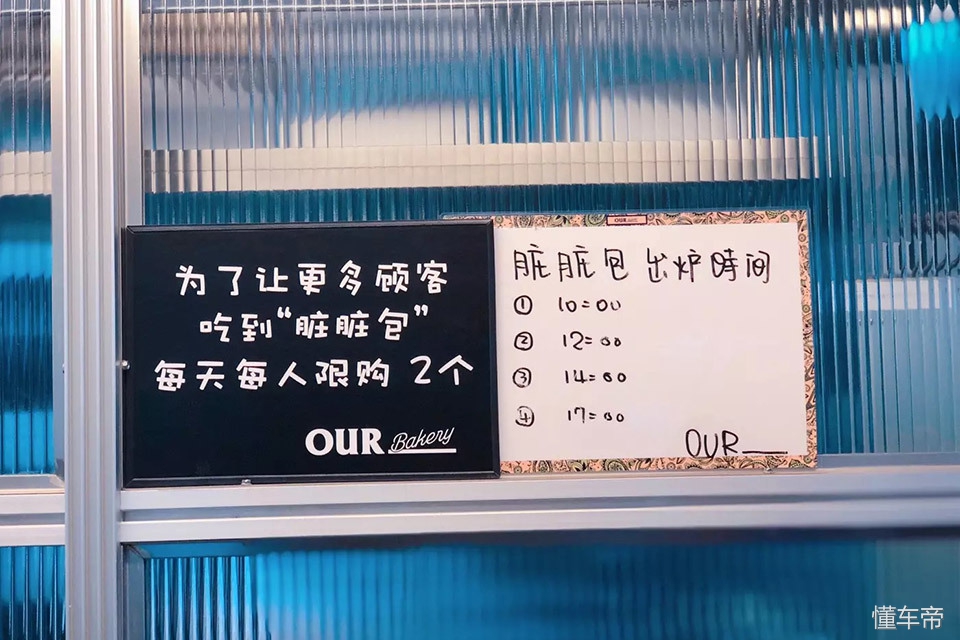 为了让更多顾客
吃到“脏脏包”
每天每人限购 2个
OUR Bakery
OUR
脏脏包出炉時间
① 10=00
② 12=00
③ 14=00
④ 17=00
OUR
懂车帝